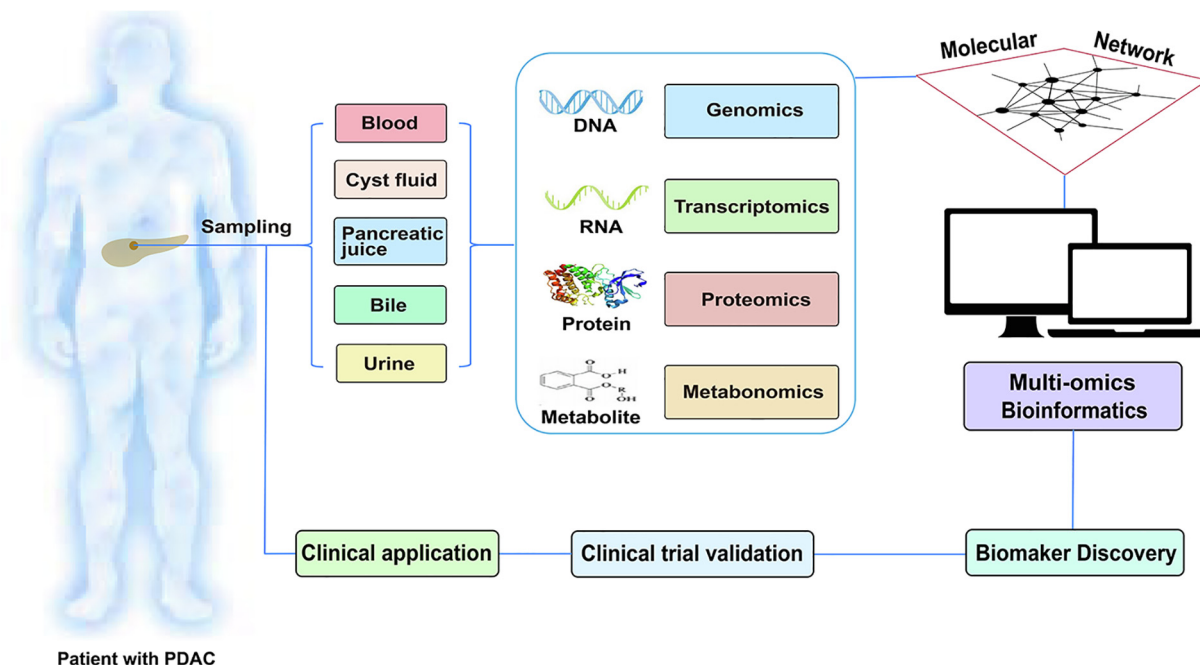 Molecular Network
Blood
Cyst fluid
Sampling
Pancreatic
juice
Bile
Urine
DNA
Genomics
RNA
Transcriptomics
Protein
Proteomics
O
O
H
O
O
R
O
OH
Metabolite
Metabonomics
Multi-omics
Bioinformatics
Clinical application
Clinical trial validation
Biomaker Discovery
Patient with PDAC